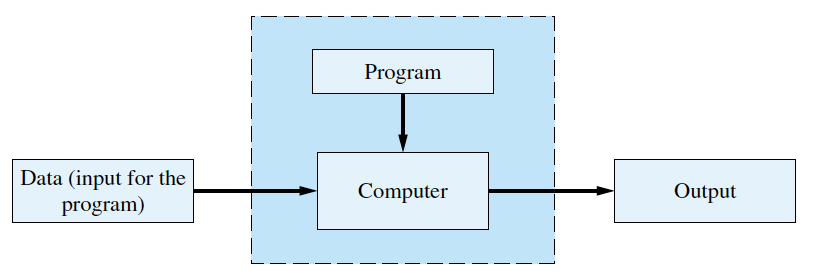 Program
Data (input for the
program)
Computer
Output